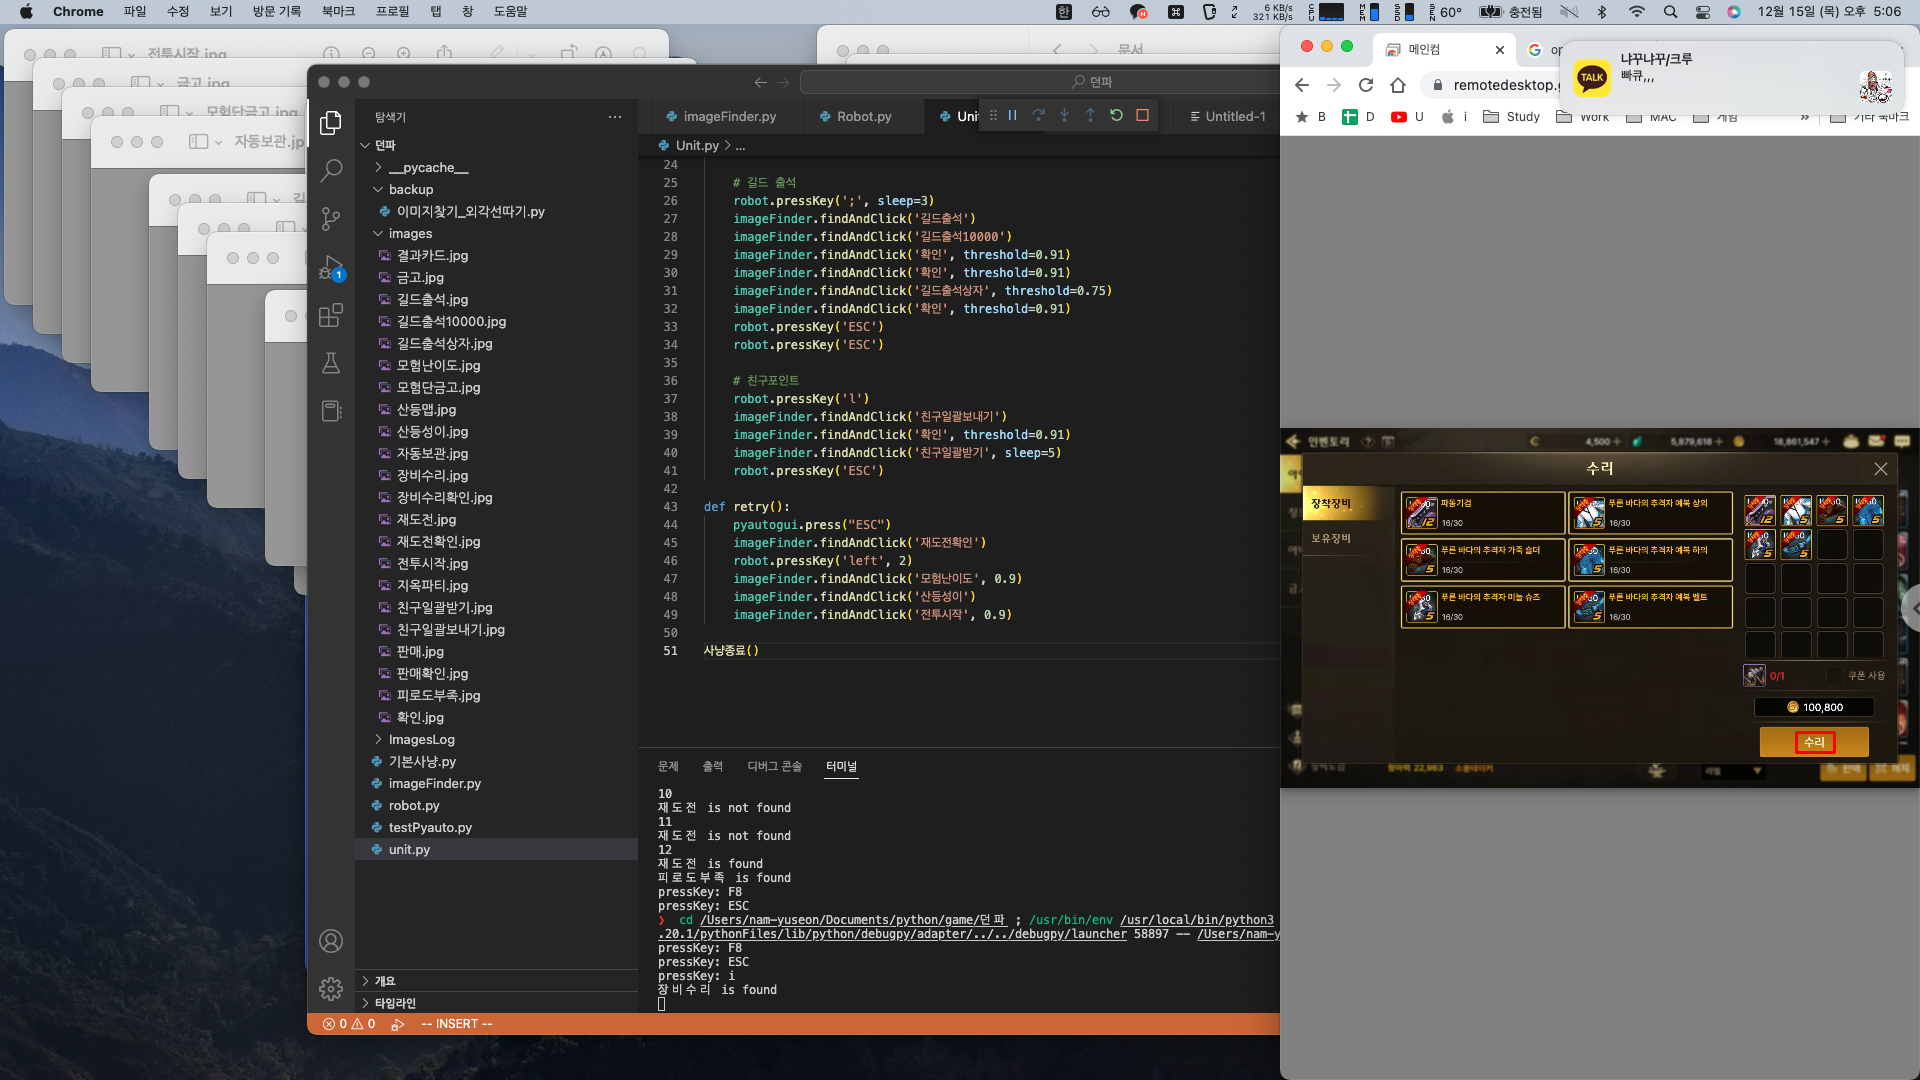 Chrome 파일 수정 보기 방문 기록 북마크 프로필 탭 창 도움말
6 KB/s
321 KB/s
60°
충전됨
12월 15일 (목) 오후 5:06
전투시작.jpg
금고.jpg
모험단금고.jpg
자동보관.jp
문서
던파
탐색기
던파
__pycache__
backup
이미지찾기_외각선따기.py
images
결과카드.jpg
금고.jpg
길드출석.jpg
길드출석10000.jpg
길드출석상자.jpg
모험난이도.jpg
모험단금고.jpg
산등맵.jpg
산등성이.jpg
자동보관.jpg
장비수리.jpg
장비수리확인.jpg
재도전.jpg
재도전확인.jpg
전투시작.jpg
지옥파티.jpg
친구일괄받기.jpg
친구일괄보내기.jpg
판매.jpg
판매확인.jpg
피로도부족.jpg
확인.jpg
ImagesLog
기본사냥.py
imageFinder.py
robot.py
testPyauto.py
unit.py
개요
타임라인
1
imageFinder.py
Robot.py
Uni
Untitled-1
Unit.py > ...
24
25 # 길드 출석
26 robot.pressKey(';', sleep=3)
27 imageFinder.findAndClick('길드출석')
28 imageFinder.findAndClick('길드출석10000')
29 imageFinder.findAndClick('확인', threshold=0.91)
30 imageFinder.findAndClick('확인', threshold=0.91)
31 imageFinder.findAndClick('길드출석상자', threshold=0.75)
32 imageFinder.findAndClick('확인', threshold=0.91)
33 robot.pressKey('ESC')
34 robot.pressKey('ESC')
35
36 # 친구포인트
37 robot.pressKey('l')
38 imageFinder.findAndClick('친구일괄보내기')
39 imageFinder.findAndClick('확인', threshold=0.91)
40 imageFinder.findAndClick('친구일괄받기', sleep=5)
41 robot.pressKey('ESC')
42
43 def retry():
44 pyautogui.press("ESC")
45 imageFinder.findAndClick('재도전확인')
46 robot.pressKey('left', 2)
47 imageFinder.findAndClick('모험난이도', 0.9)
48 imageFinder.findAndClick('산등성이')
49 imageFinder.findAndClick('전투시작', 0.9)
50
51 사냥종료()
문제 출력 디버그 콘솔 터미널
10
재도전 is not found
11
재도전 is not found
12
재도전 is found
피로도부족 is found
pressKey: F8
pressKey: ESC
❯ cd /Users/nam-yuseon/Documents/python/game/던파 ; /usr/bin/env /usr/local/bin/python3
.20.1/pythonFiles/lib/python/debugpy/adapter/../../debugpy/launcher 58897 -- /Users/nam-y
pressKey: F8
pressKey: ESC
pressKey: i
장비수리 is found
0 0 -- INSERT --
메인컴
op
TALK
냐꾸냐꾸/크루
빠큐,,,
remotedesktop.g
B D U i Study Work MAC 게임 » 기타 북마크
인벤토리
4,500 + 5,879,618 + 18,861,547 +
수리
장착장비
보유장비
파동기검
16/30
푸른 바다의 추격자 예복 상의
16/30
푸른 바다의 추격자 가죽 숄더
16/30
푸른 바다의 추격자 예복 하의
16/30
푸른 바다의 추격자 미늘 슈즈
16/30
푸른 바다의 추격자 예복 벨트
16/30
0/1
쿠폰 사용
100,800
수리
항마력 22,963 소울테이커
레벨
판매 해체